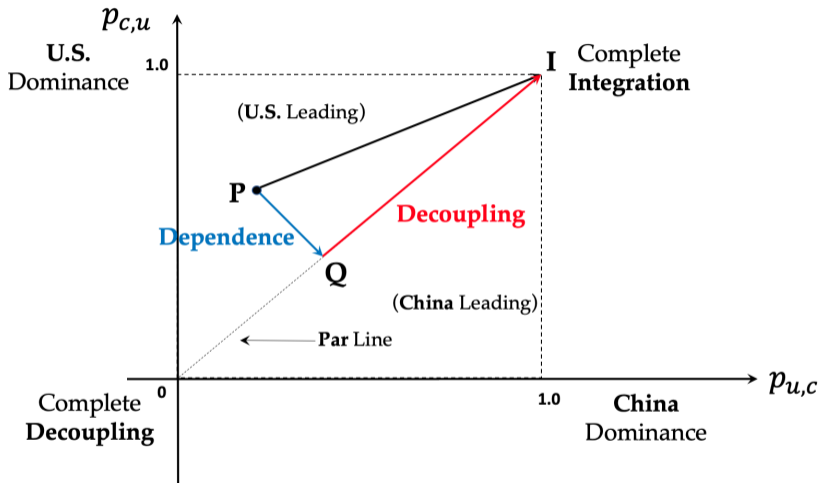 p_{c,u}
U.S.
Dominance
1.0
I
Complete
Integration
(U.S. Leading)
P
Decoupling
Dependence
Q
(China Leading)
Par Line
0
p_{u,c}
Complete
Decoupling
1.0
China
Dominance